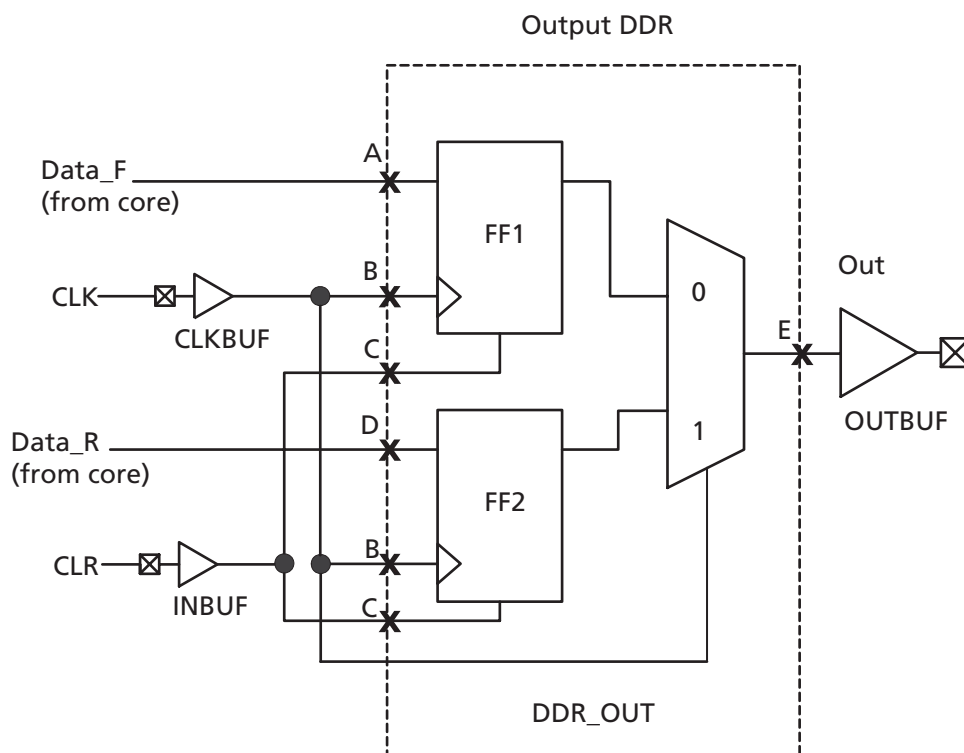 Output DDR
A
Data_F
(from core)
FF1
B
CLK
CLKBUF
0
Out
C
E
OUTBUF
D
Data_R
(from core)
1
FF2
B
CLR
INBUF
C
DDR_OUT